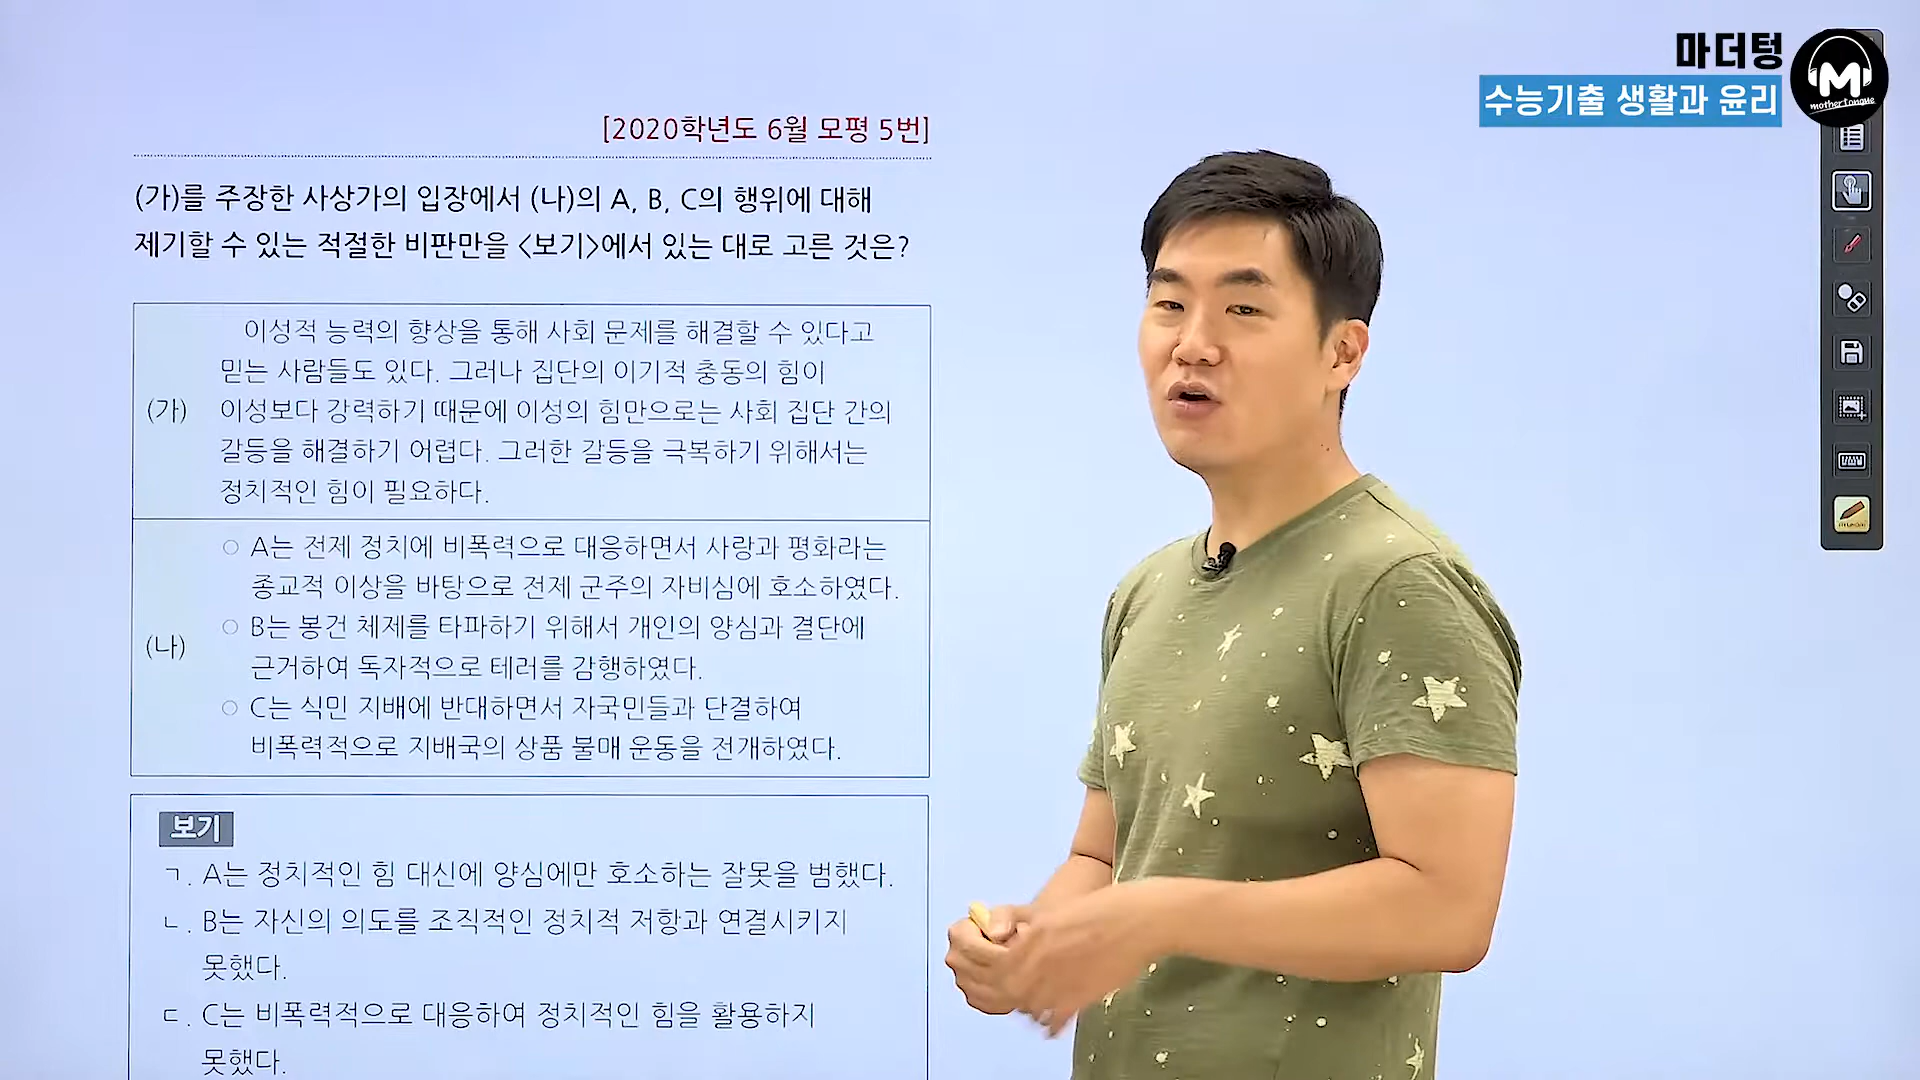 마더텅
수능기출 생활과 윤리
M
mothertongue
[2020학년도 6월 모평 5번]
(가)를 주장한 사상가의 입장에서 (나)의 A, B, C의 행위에 대해
제기할 수 있는 적절한 비판만을 <보기>에서 있는 대로 고른 것은?
(가)
이성적 능력의 향상을 통해 사회 문제를 해결할 수 있다고
믿는 사람들도 있다. 그러나 집단의 이기적 충동의 힘이
이성보다 강력하기 때문에 이성의 힘만으로는 사회 집단 간의
갈등을 해결하기 어렵다. 그러한 갈등을 극복하기 위해서는
정치적인 힘이 필요하다.
(나)
○ A는 전제 정치에 비폭력으로 대응하면서 사랑과 평화라는
종교적 이상을 바탕으로 전제 군주의 자비심에 호소하였다.
○ B는 봉건 체제를 타파하기 위해서 개인의 양심과 결단에
근거하여 독자적으로 테러를 감행하였다.
○ C는 식민 지배에 반대하면서 자국민들과 단결하여
비폭력적으로 지배국의 상품 불매 운동을 전개하였다.
보기
ㄱ. A는 정치적인 힘 대신에 양심에만 호소하는 잘못을 범했다.
ㄴ. B는 자신의 의도를 조직적인 정치적 저항과 연결시키지
못했다.
ㄷ. C는 비폭력적으로 대응하여 정치적인 힘을 활용하지
못했다.